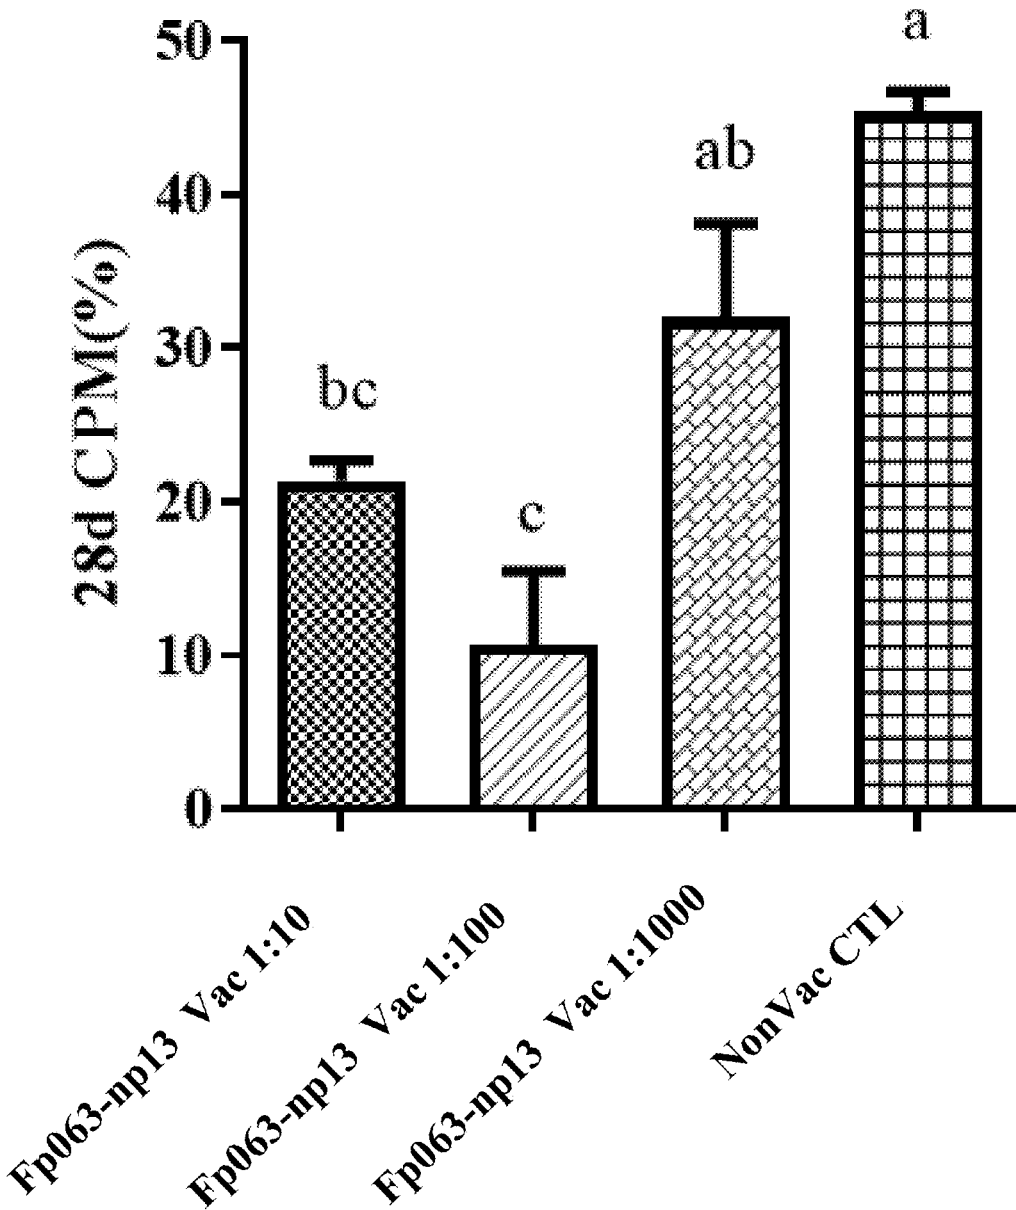 50
40
30
20
10
0
28d CPM(%)
bc
c
ab
a
Fp063-np13 Vac 1:10
Fp063-np13 Vac 1:100
Fp063-np13 Vac 1:1000
NonVac CTL